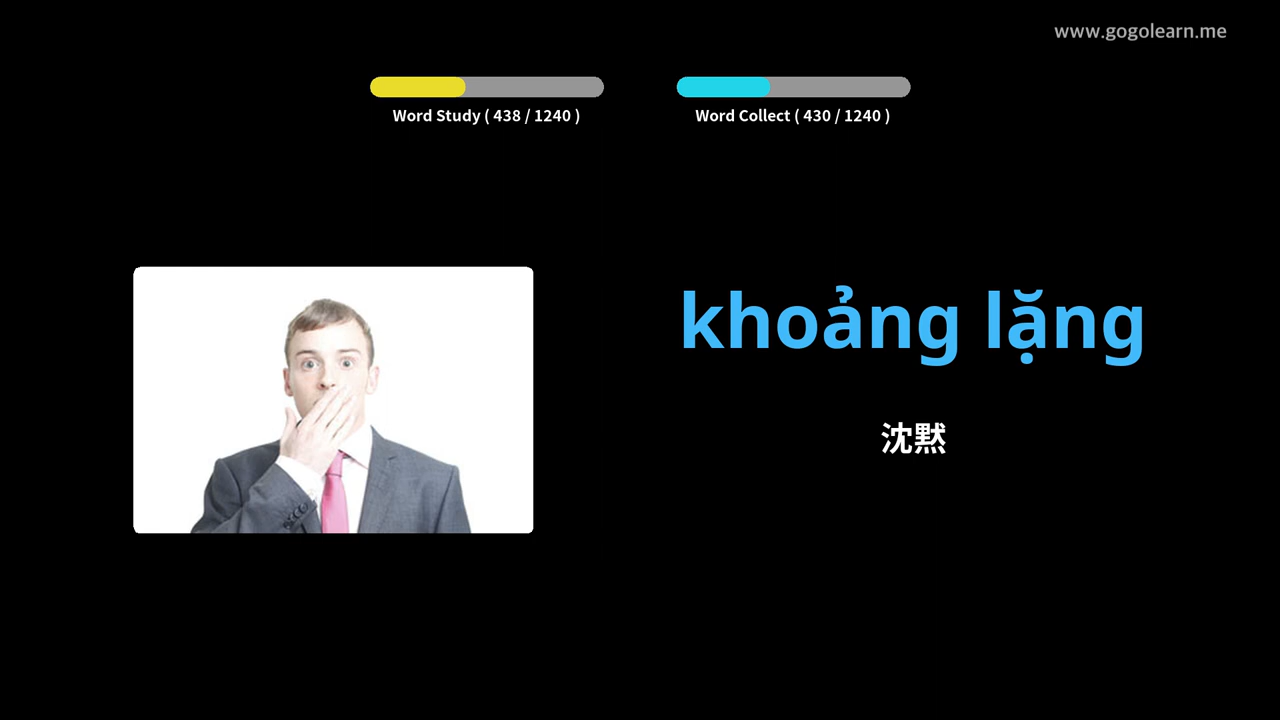 www.gogolearn.me
Word Study ( 438 / 1240 )
Word Collect ( 430 / 1240 )
khoảng lặng
沈黙